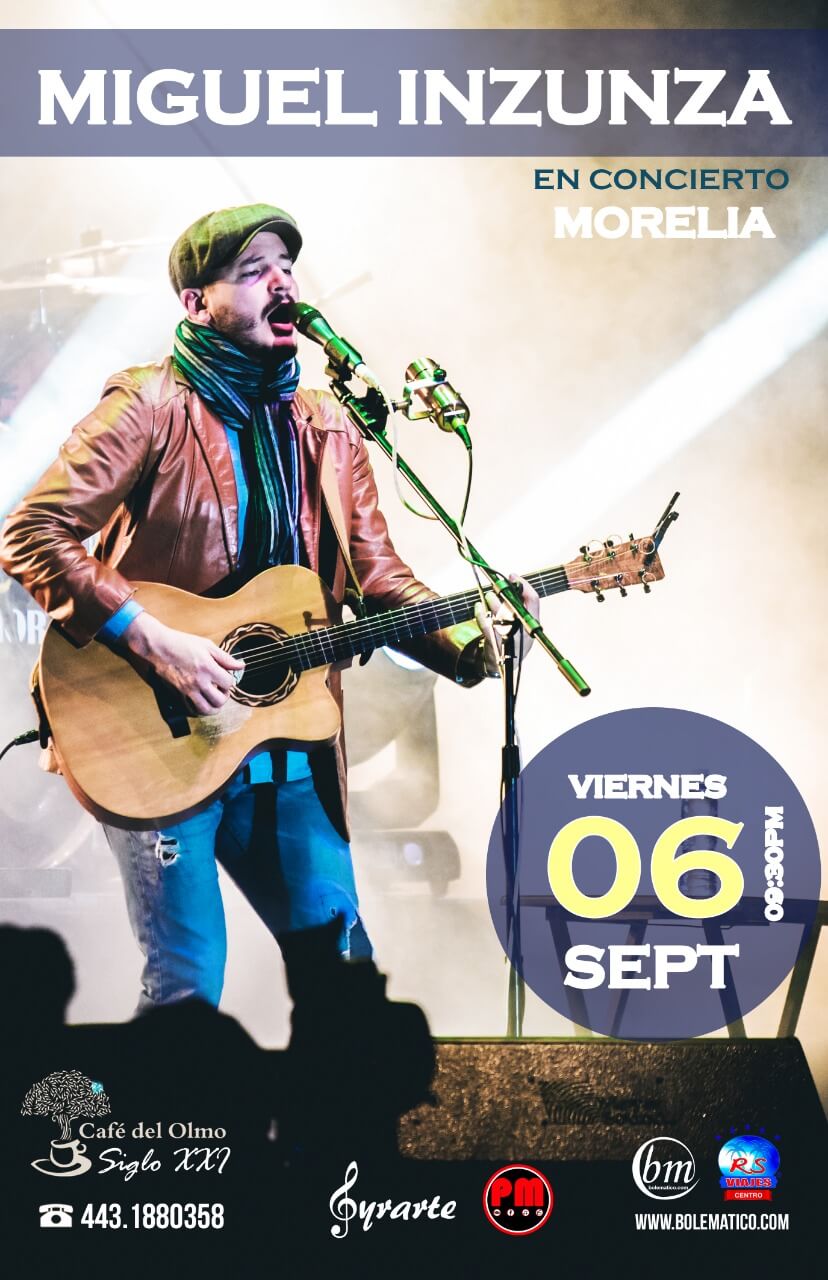 MIGUEL INZUNZA
EN CONCIERTO
MORELIA
VIERNES
06
09:30PM
SEPT
Café del Olmo
Siglo XXI
443.1880358
Gyrarte
PM
bm
bolematico.com
RS
VIAJES
CENTRO
WWW.BOLEMATICO.COM